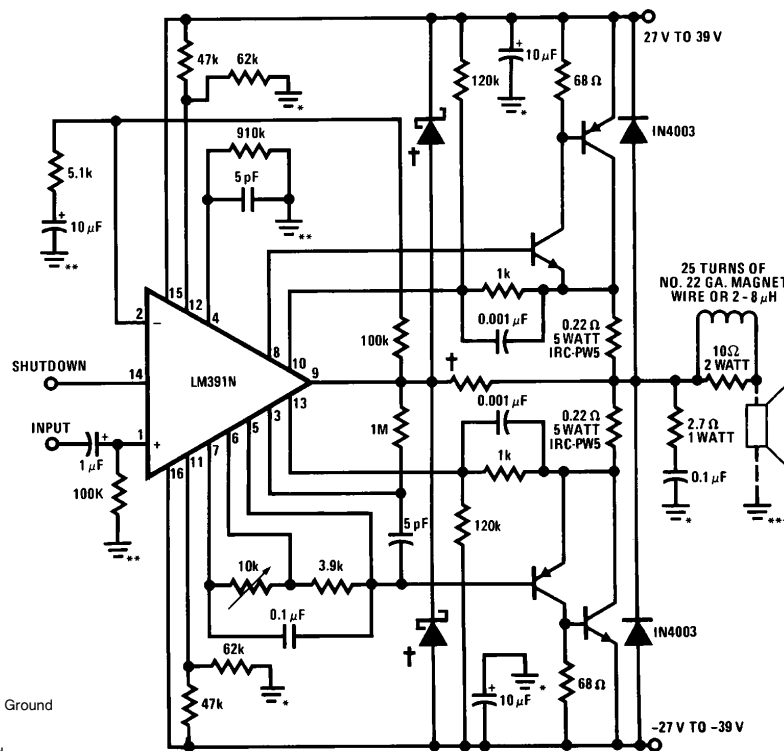 27 V TO 39 V
47k
62k
*
120k
10 μF
*
68 Ω
IN4003
†
910k
5 pF
**
5.1k
10 μF
**
25 TURNS OF
NO. 22 GA. MAGNET
WIRE OR 2 - 8 μH
15
12
4
2
8
10
9
1k
0.001 μF
0.22 Ω
5 WATT
IRC-PW5
100k
†
10Ω
2 WATT
SHUTDOWN
14
LM391N
13
3
5
6
7
INPUT
1
1 μF
100K
**
16
11
1M
0.001 μF
1k
0.22 Ω
5 WATT
IRC-PW5
2.7 Ω
1 WATT
0.1 μF
*
***
5 pF
120k
10k
3.9k
0.1 μF
†
IN4003
62k
*
47k
10 μF
*
68 Ω
-27 V TO -39 V
Ground